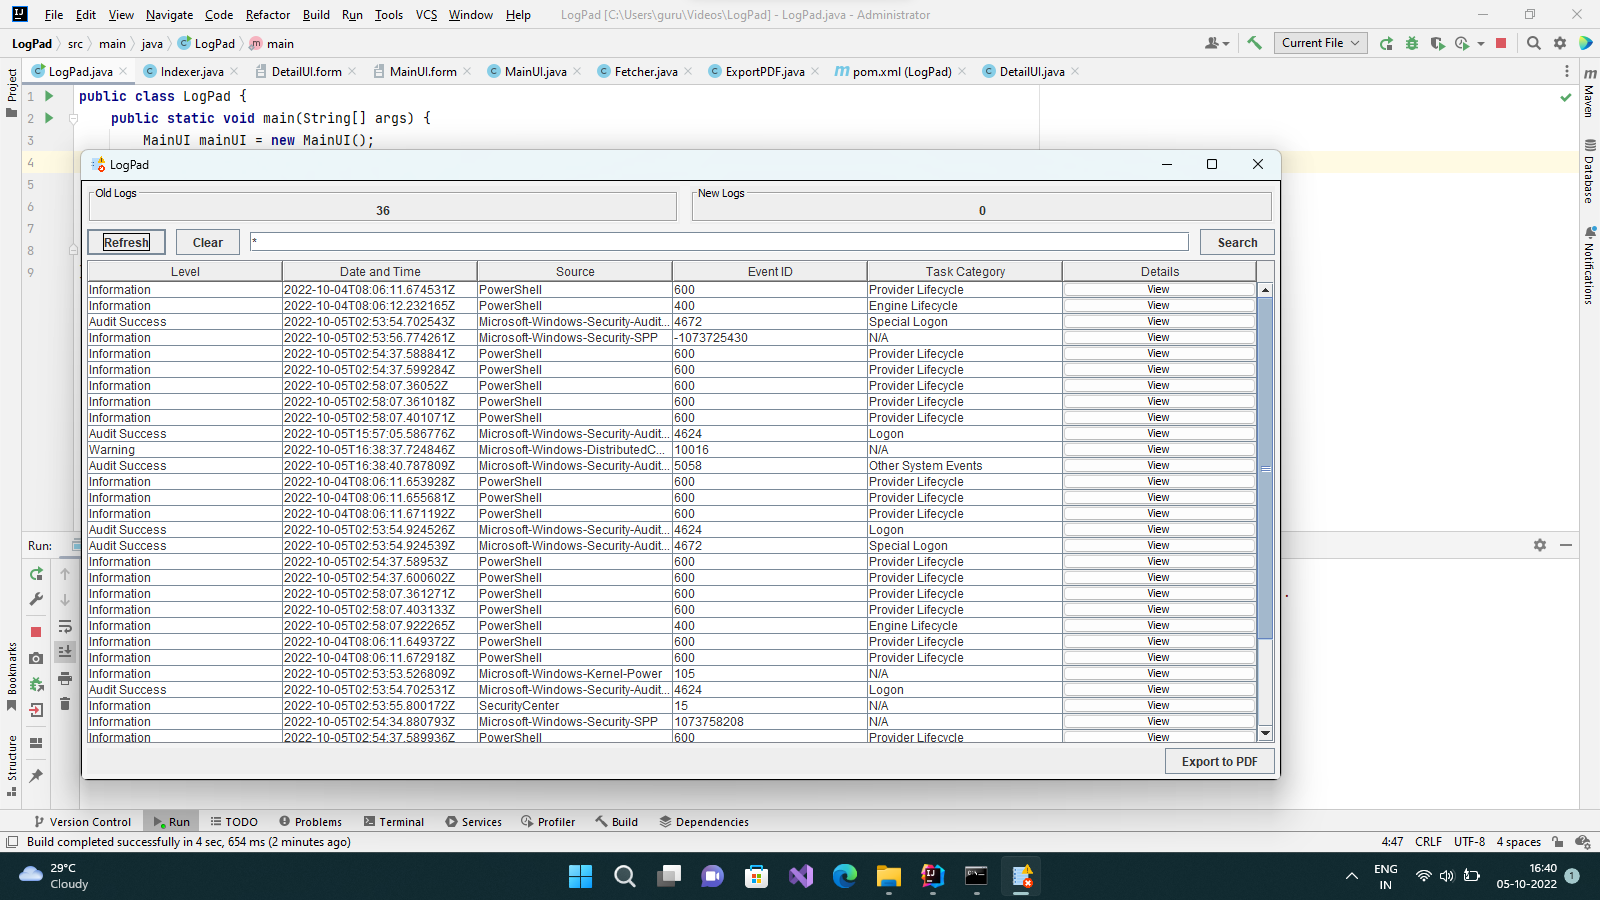 File Edit View Navigate Code Refactor Build Run Tools VCS Window Help LogPad [C:\Users\guru\Videos\LogPad] - LogPad.java - Administrator
LogPad src main java LogPad main Current File
LogPad.java Indexer.java DetailUI.form MainUI.form MainUI.java Fetcher.java ExportPDF.java pom.xml (LogPad) DetailUI.java
Project
Maven
Database
Notifications
Bookmarks
Structure
1 public class LogPad {
2 public static void main(String[] args) {
3 MainUI mainUI = new MainUI();
4
5
6
7
8
9
LogPad
Old Logs New Logs
36 0
Refresh Clear * Search
Level Date and Time Source Event ID Task Category Details
Information 2022-10-04T08:06:11.674531Z PowerShell 600 Provider Lifecycle View
Information 2022-10-04T08:06:12.232165Z PowerShell 400 Engine Lifecycle View
Audit Success 2022-10-05T02:53:54.702543Z Microsoft-Windows-Security-Audit... 4672 Special Logon View
Information 2022-10-05T02:53:56.774261Z Microsoft-Windows-Security-SPP -1073725430 N/A View
Information 2022-10-05T02:54:37.588841Z PowerShell 600 Provider Lifecycle View
Information 2022-10-05T02:54:37.599284Z PowerShell 600 Provider Lifecycle View
Information 2022-10-05T02:58:07.36052Z PowerShell 600 Provider Lifecycle View
Information 2022-10-05T02:58:07.361018Z PowerShell 600 Provider Lifecycle View
Information 2022-10-05T02:58:07.401071Z PowerShell 600 Provider Lifecycle View
Audit Success 2022-10-05T15:57:05.586776Z Microsoft-Windows-Security-Audit... 4624 Logon View
Warning 2022-10-05T16:38:37.724846Z Microsoft-Windows-DistributedC... 10016 N/A View
Audit Success 2022-10-05T16:38:40.787809Z Microsoft-Windows-Security-Audit... 5058 Other System Events View
Information 2022-10-04T08:06:11.653928Z PowerShell 600 Provider Lifecycle View
Information 2022-10-04T08:06:11.655681Z PowerShell 600 Provider Lifecycle View
Information 2022-10-04T08:06:11.671192Z PowerShell 600 Provider Lifecycle View
Audit Success 2022-10-05T02:53:54.924526Z Microsoft-Windows-Security-Audit... 4624 Logon View
Audit Success 2022-10-05T02:53:54.924539Z Microsoft-Windows-Security-Audit... 4672 Special Logon View
Information 2022-10-05T02:54:37.58953Z PowerShell 600 Provider Lifecycle View
Information 2022-10-05T02:54:37.600602Z PowerShell 600 Provider Lifecycle View
Information 2022-10-05T02:58:07.361271Z PowerShell 600 Provider Lifecycle View
Information 2022-10-05T02:58:07.403133Z PowerShell 600 Provider Lifecycle View
Information 2022-10-05T02:58:07.922265Z PowerShell 400 Engine Lifecycle View
Information 2022-10-04T08:06:11.649372Z PowerShell 600 Provider Lifecycle View
Information 2022-10-04T08:06:11.672918Z PowerShell 600 Provider Lifecycle View
Information 2022-10-05T02:53:53.526809Z Microsoft-Windows-Kernel-Power 105 N/A View
Audit Success 2022-10-05T02:53:54.702531Z Microsoft-Windows-Security-Audit... 4624 Logon View
Information 2022-10-05T02:53:55.800172Z SecurityCenter 15 N/A View
Information 2022-10-05T02:54:34.880793Z Microsoft-Windows-Security-SPP 1073758208 N/A View
Information 2022-10-05T02:54:37.589936Z PowerShell 600 Provider Lifecycle View
Export to PDF
Run:
Version Control Run TODO Problems Terminal Services Profiler Build Dependencies
Build completed successfully in 4 sec, 654 ms (2 minutes ago) 4:47 CRLF UTF-8 4 spaces
29°C
Cloudy
ENG
IN
16:40
05-10-2022
1